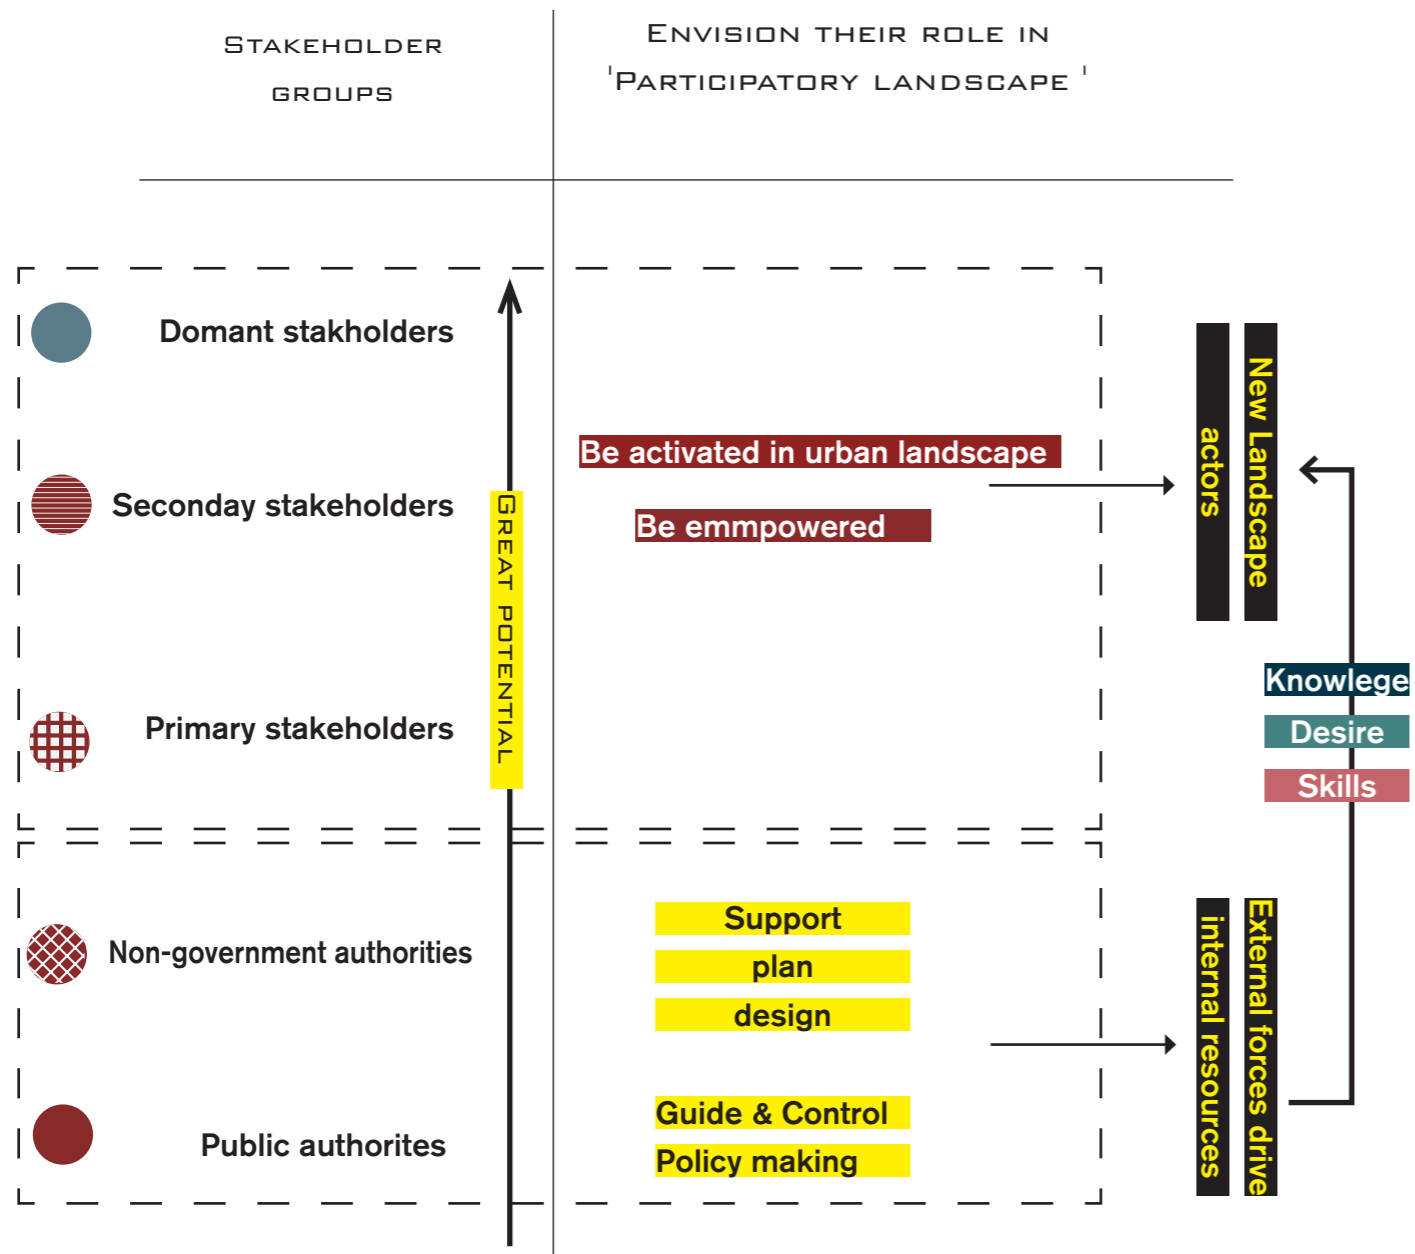 STAKEHOLDER
GROUPS
ENVISION THEIR ROLE IN
'PARTICIPATORY LANDSCAPE '
Domant stakholders
Seconday stakeholders
Primary stakeholders
GREAT POTENTIAL
Be activated in urban landscape
Be emmpowered
New Landscape
actors
Knowlege
Desire
Skills
Non-government authorities
Public authorites
Support
plan
design
Guide & Control
Policy making
External forces drive
internal resources